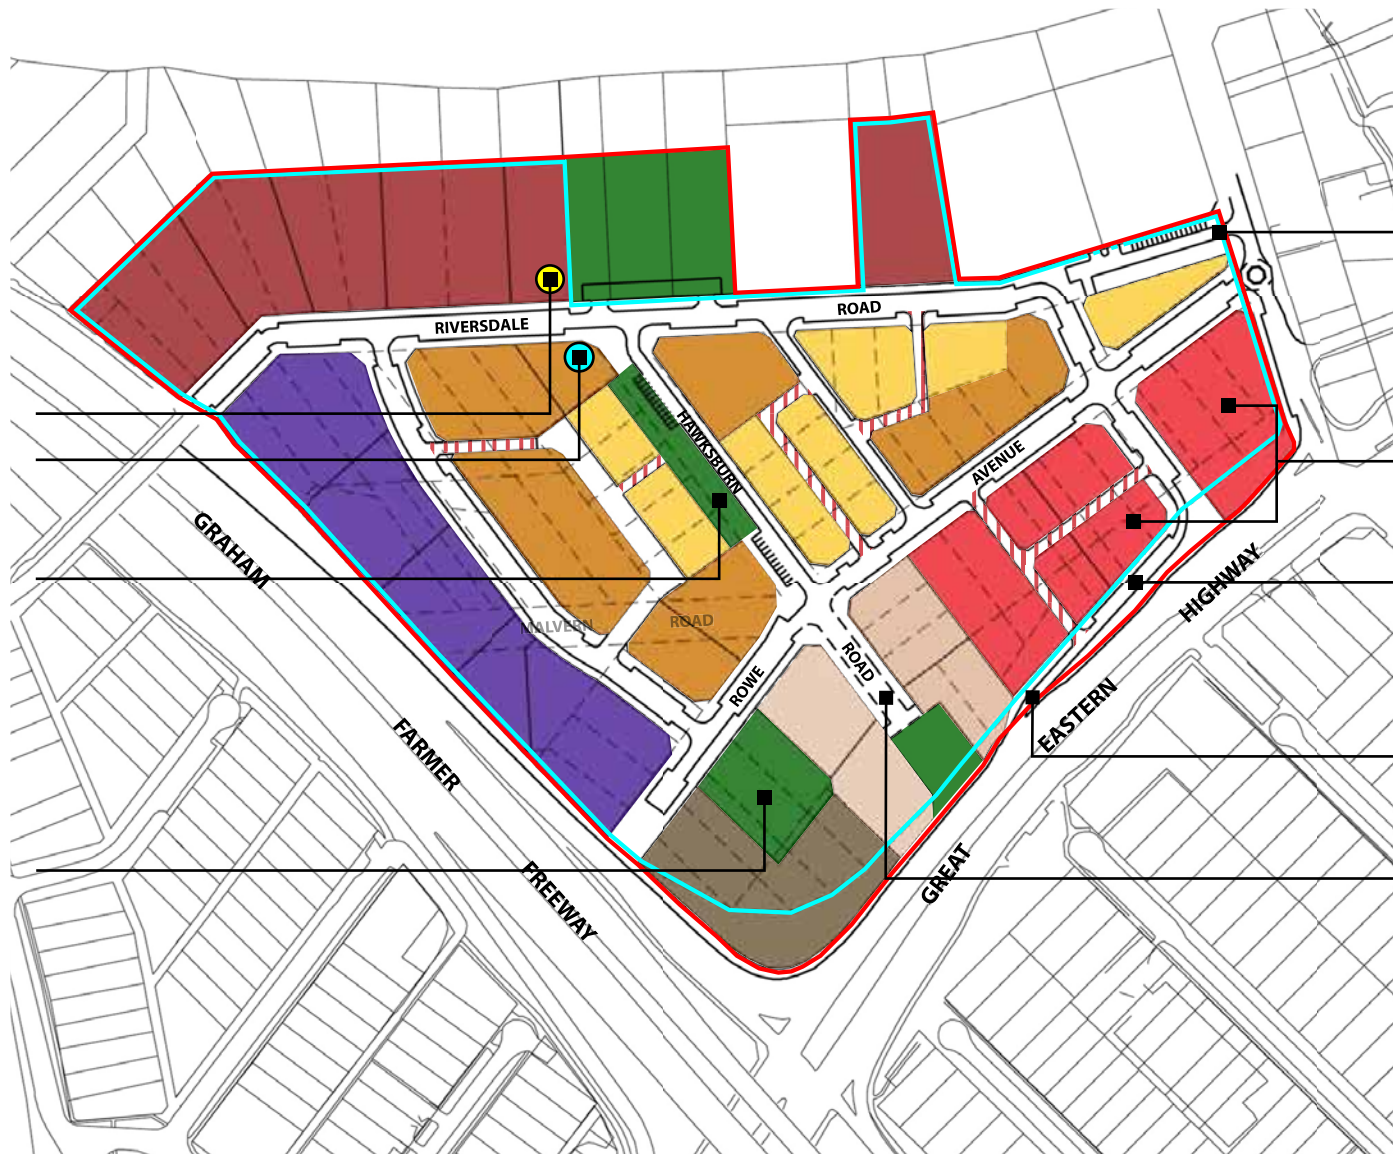 ROAD
RIVERSDALE
HAWKSBURN
AVENUE
GRAHAM
HIGHWAY
MALVERN
ROAD
ROAD
ROWE
EASTERN
FARMER
GREAT
FREEWAY